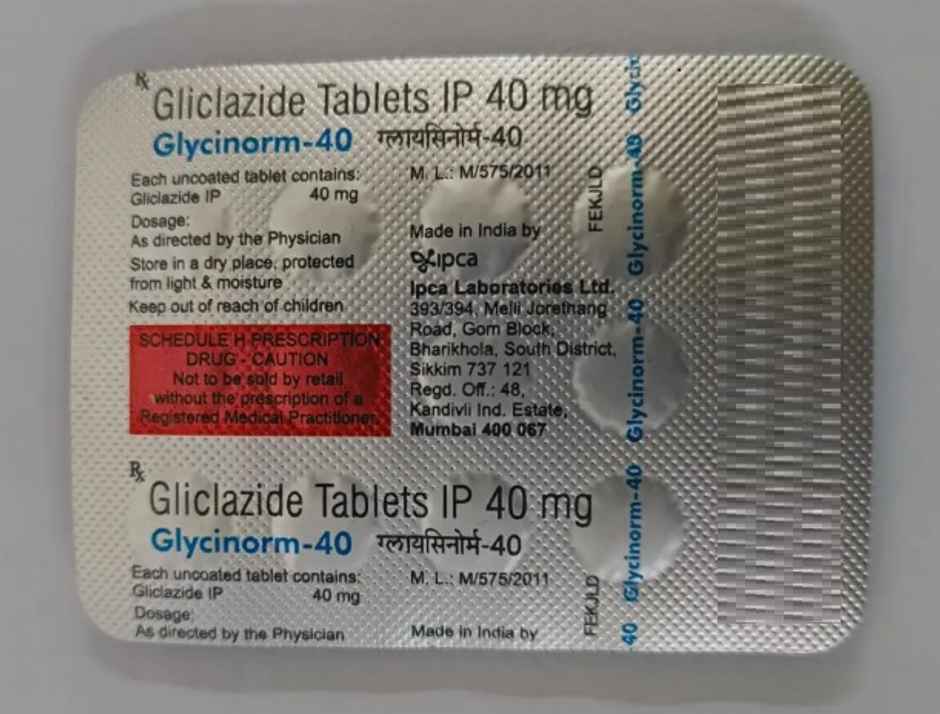 Rx Gliclazide Tablets IP 40 mg
Glycinorm-40 ग्लायसिनोर्म-40
Each uncoated tablet contains:
Gliclazide IP 40 mg
Dosage:
As directed by the Physician
Store in a dry place, protected
from light & moisture
Keep out of reach of children
SCHEDULE H PRESCRIPTION
DRUG - CAUTION
Not to be sold by retail
without the prescription of a
Registered Medical Practitioner.
M. L.: M/575/2011
Made in India by
ipca
Ipca Laboratories Ltd.
393/394, Melli Jorethang
Road, Gom Block,
Bharikhola, South District,
Sikkim 737 121
Regd. Off.: 48,
Kandivli Ind. Estate,
Mumbai 400 067
FEKJLD
Rx Gliclazide Tablets IP 40 mg
Glycinorm-40 ग्लायसिनोर्म-40
Each uncoated tablet contains:
Gliclazide IP 40 mg
Dosage:
As directed by the Physician
M. L.: M/575/2011
Made in India by
FEKJLD
40 Glycinorm-40 Glycinorm-40 Glycinorm-40 Glycin